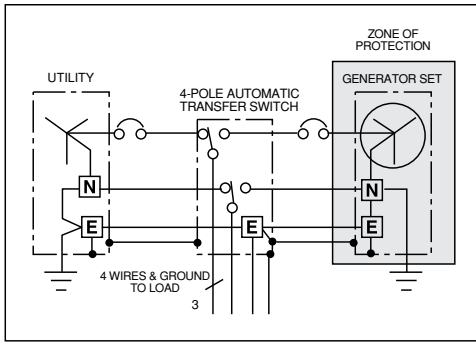 ZONE OF
PROTECTION
UTILITY
4-POLE AUTOMATIC
TRANSFER SWITCH
GENERATOR SET
N
N
E
E
E
4 WIRES & GROUND
TO LOAD
3